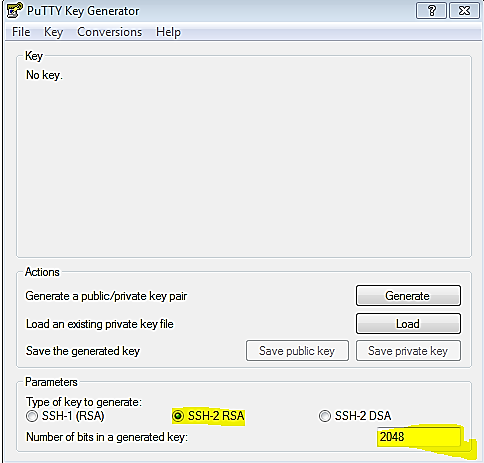 PuTTY Key Generator
File Key Conversions Help
Key
No key.
Actions
Generate a public/private key pair Generate
Load an existing private key file Load
Save the generated key Save public key Save private key
Parameters
Type of key to generate:
SSH-1 (RSA) SSH-2 RSA SSH-2 DSA
Number of bits in a generated key: 2048